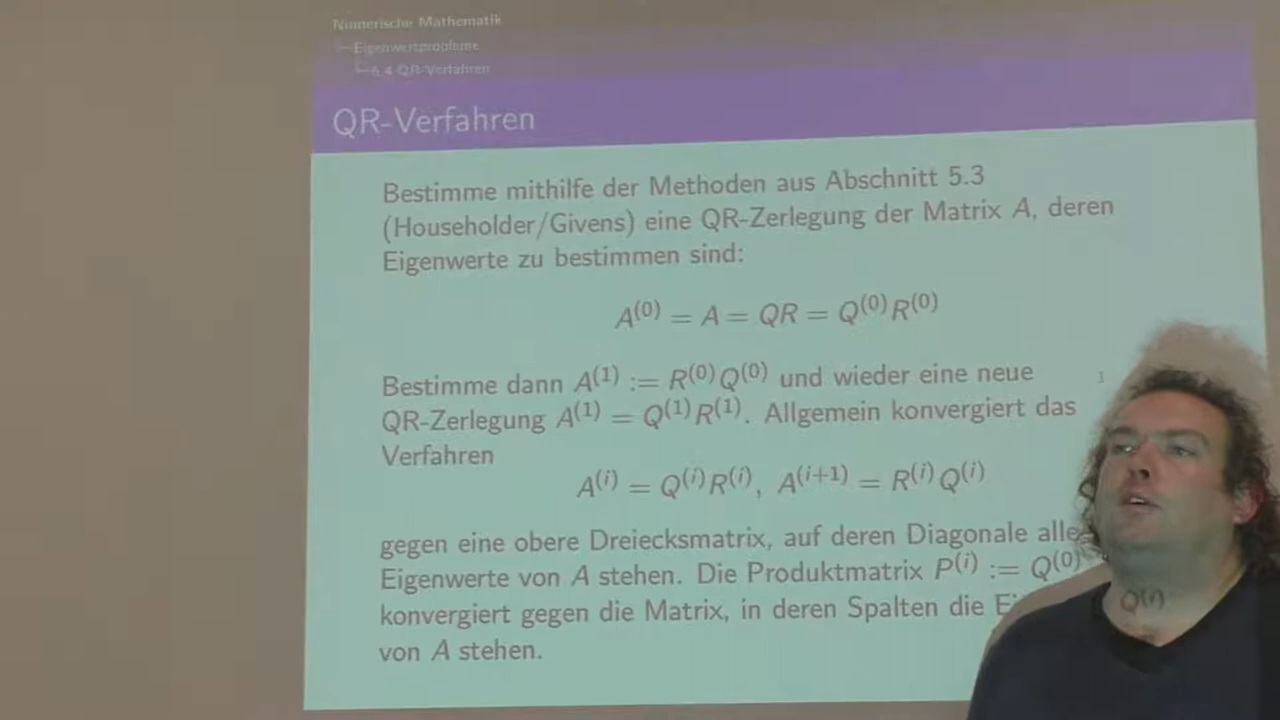 Numerische Mathematik
Eigenwertprobleme
6.4 QR-Verfahren
QR-Verfahren
Bestimme mithilfe der Methoden aus Abschnitt 5.3
(Householder/Givens) eine QR-Zerlegung der Matrix A, deren
Eigenwerte zu bestimmen sind:
A⁽⁰⁾ = A = QR = Q⁽⁰⁾R⁽⁰⁾
Bestimme dann A⁽¹⁾ := R⁽⁰⁾Q⁽⁰⁾ und wieder eine neue
QR-Zerlegung A⁽¹⁾ = Q⁽¹⁾R⁽¹⁾. Allgemein konvergiert das
Verfahren
A⁽ⁱ⁾ = Q⁽ⁱ⁾R⁽ⁱ⁾, A⁽ⁱ⁺¹⁾ = R⁽ⁱ⁾Q⁽ⁱ⁾
gegen eine obere Dreiecksmatrix, auf deren Diagonale alle
Eigenwerte von A stehen. Die Produktmatrix P⁽ⁱ⁾ := Q⁽⁰⁾ Q⁽ⁱ⁾
konvergiert gegen die Matrix, in deren Spalten die
von A stehen.